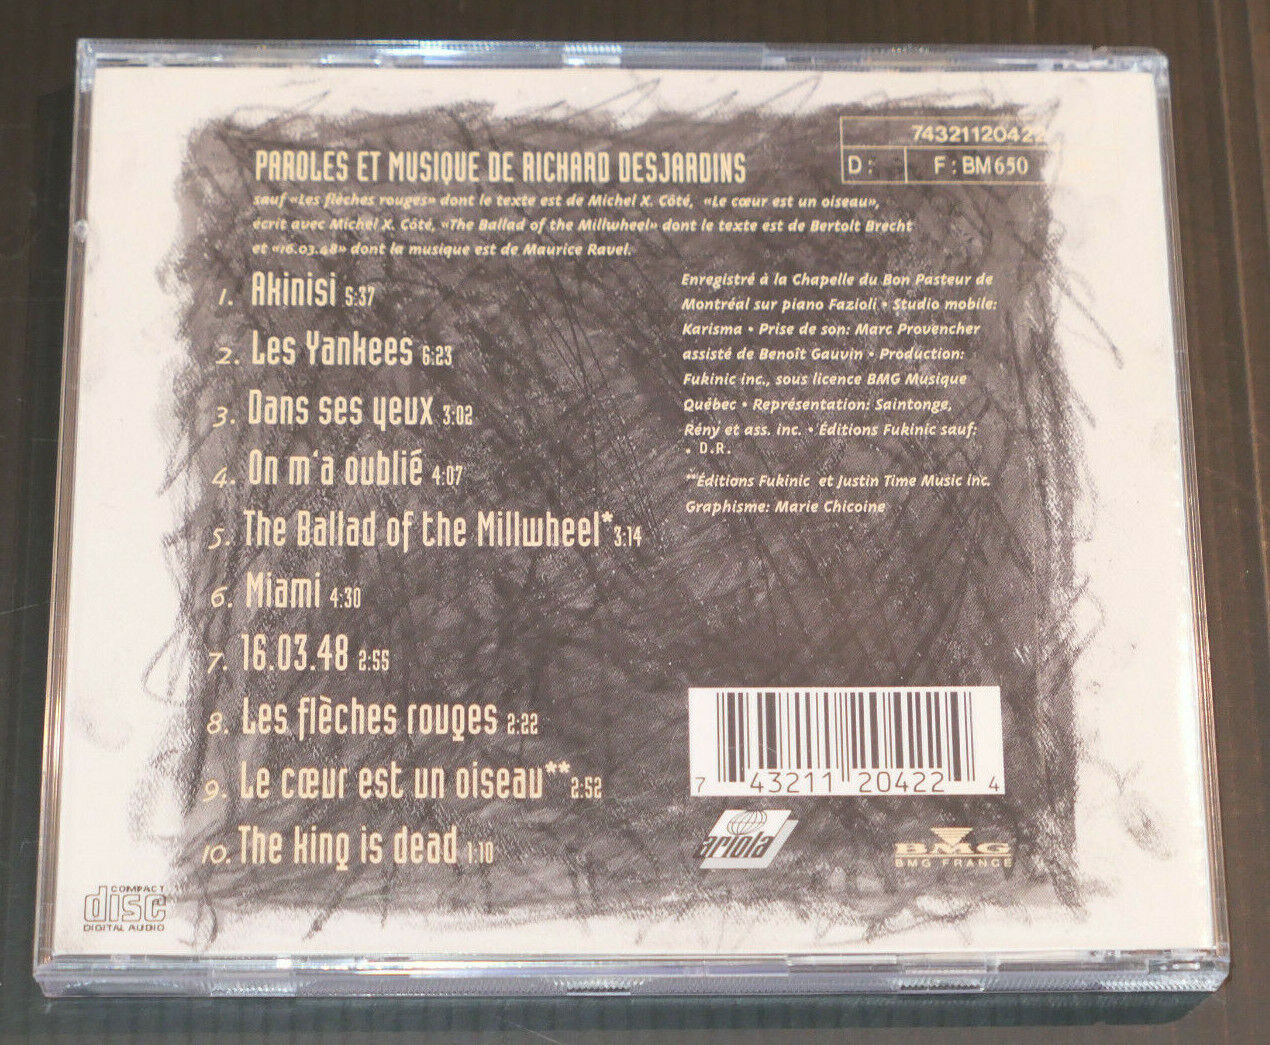 74321120422
D : F : BM 650
PAROLES ET MUSIQUE DE RICHARD DESJARDINS
sauf «Les flèches rouges» dont le texte est de Michel X. Côté, «Le cœur est un oiseau»,
écrit avec Michel X. Côté, «The Ballad of the Millwheel» dont le texte est de Bertolt Brecht
et «16.03.48» dont la musique est de Maurice Ravel.
1. Akinisi 5:37
2. Les Yankees 6:23
3. Dans ses yeux 3:02
4. On m'a oublié 4:07
5. The Ballad of the Millwheel* 3:14
6. Miami 4:30
7. 16.03.48 2:55
8. Les flèches rouges 2:22
9. Le cœur est un oiseau** 2:52
10. The king is dead 1:10
Enregistré à la Chapelle du Bon Pasteur de
Montréal sur piano Fazioli • Studio mobile:
Karisma • Prise de son: Marc Provencher
assisté de Benoît Gauvin • Production:
Fukinic inc., sous licence BMG Musique
Québec • Représentation: Saintonge,
Rény et ass. inc. • Éditions Fukinic sauf:
* D.R.
**Éditions Fukinic et Justin Time Music inc.
Graphisme: Marie Chicoine
7 43211 20422 4
ariola
BMG
BMG FRANCE
COMPACT
disc
DIGITAL AUDIO